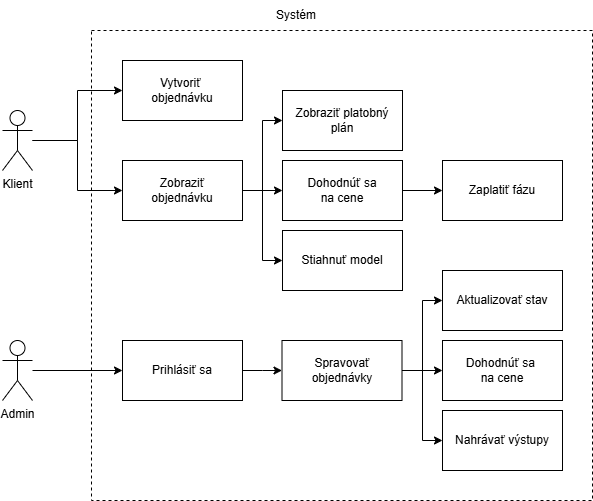 Systém
Vytvoriť
objednávku
Zobraziť platobný
plán
Klient
Zobraziť
objednávku
Dohodnúť sa
na cene
Zaplatiť fázu
Stiahnuť model
Aktualizovať stav
Admin
Prihlásiť sa
Spravovať
objednávky
Dohodnúť sa
na cene
Nahrávať výstupy